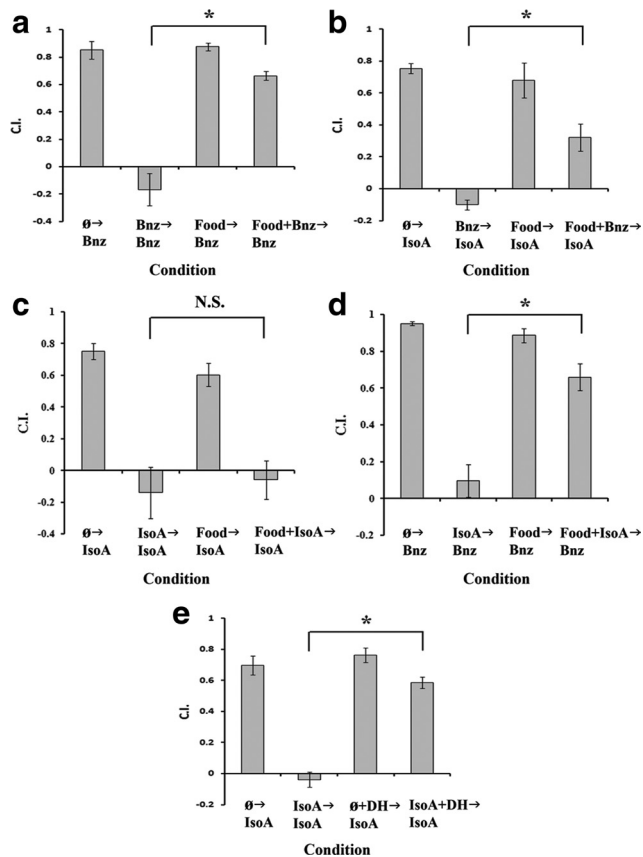 a
*
C.I.
1
0.8
0.6
0.4
0.2
0
-0.2
-0.4
ø→ Bnz→ Food→ Food+Bnz→
Bnz Bnz Bnz Bnz
Condition
b
*
C.I.
1
0.8
0.6
0.4
0.2
0
-0.2
ø→ Bnz→ Food→ Food+Bnz→
IsoA IsoA IsoA IsoA
Condition
c
N.S.
C.I.
1
0.8
0.6
0.4
0.2
0
-0.2
-0.4
ø→ IsoA→ Food→ Food+IsoA→
IsoA IsoA IsoA IsoA
Condition
d
*
C.I.
1
0.8
0.6
0.4
0.2
0
-0.2
ø→ IsoA→ Food→ Food+IsoA→
Bnz Bnz Bnz Bnz
Condition
e
*
C.I.
1
0.8
0.6
0.4
0.2
0
-0.2
ø→ IsoA→ ø+DH→ IsoA+DH→
IsoA IsoA IsoA IsoA
Condition